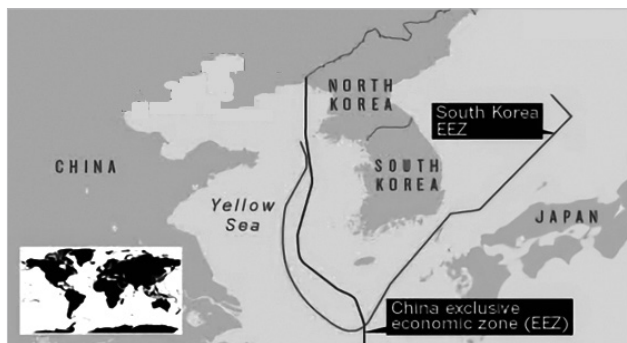 NORTH
KOREA
South Korea
EEZ
CHINA
SOUTH
KOREA
Yellow
Sea
JAPAN
China exclusive
economic zone (EEZ)